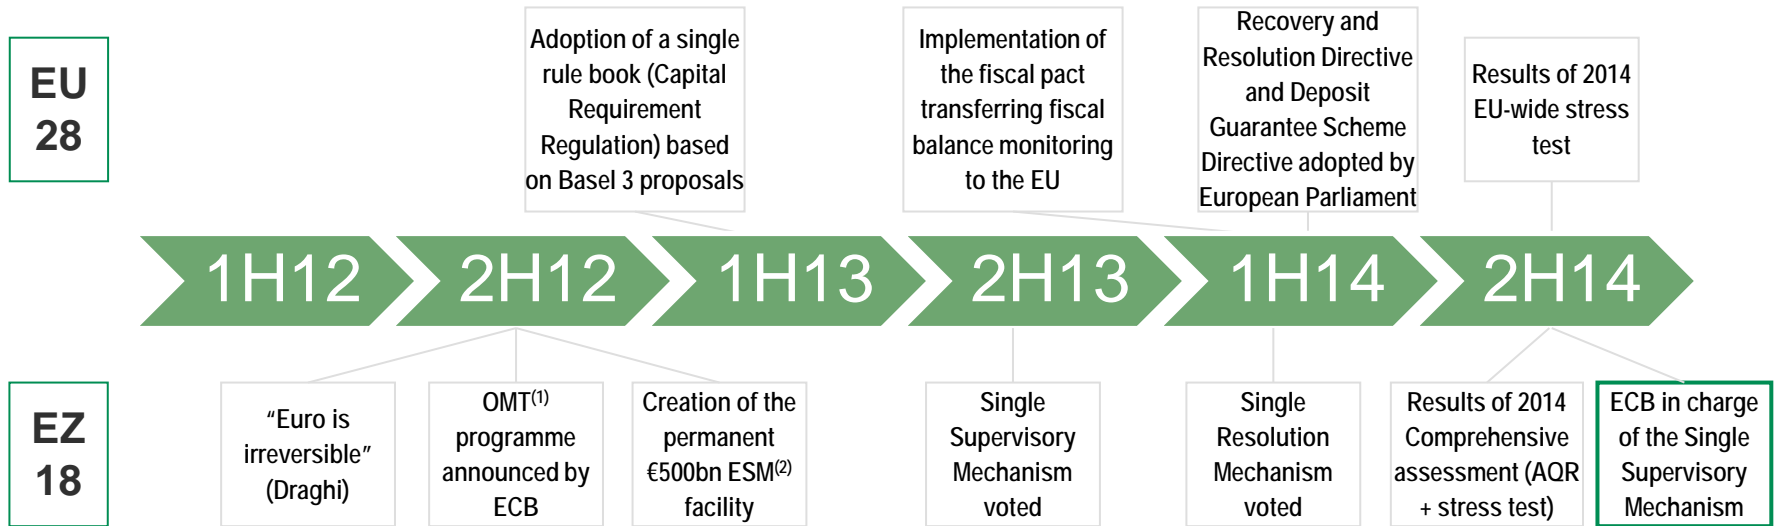 EU
28
Adoption of a single
rule book (Capital
Requirement
Regulation) based
on Basel 3 proposals
Implementation of
the fiscal pact
transferring fiscal
balance monitoring
to the EU
Recovery and
Resolution Directive
and Deposit
Guarantee Scheme
Directive adopted by
European Parliament
Results of 2014
EU-wide stress
test
1H12
2H12
1H13
2H13
1H14
2H14
EZ
18
“Euro is
irreversible”
(Draghi)
OMT(1)
programme
announced by
ECB
Creation of the
permanent
€500bn ESM(2)
facility
Single
Supervisory
Mechanism
voted
Single
Resolution
Mechanism
voted
Results of 2014
Comprehensive
assessment (AQR
+ stress test)
ECB in charge
of the Single
Supervisory
Mechanism